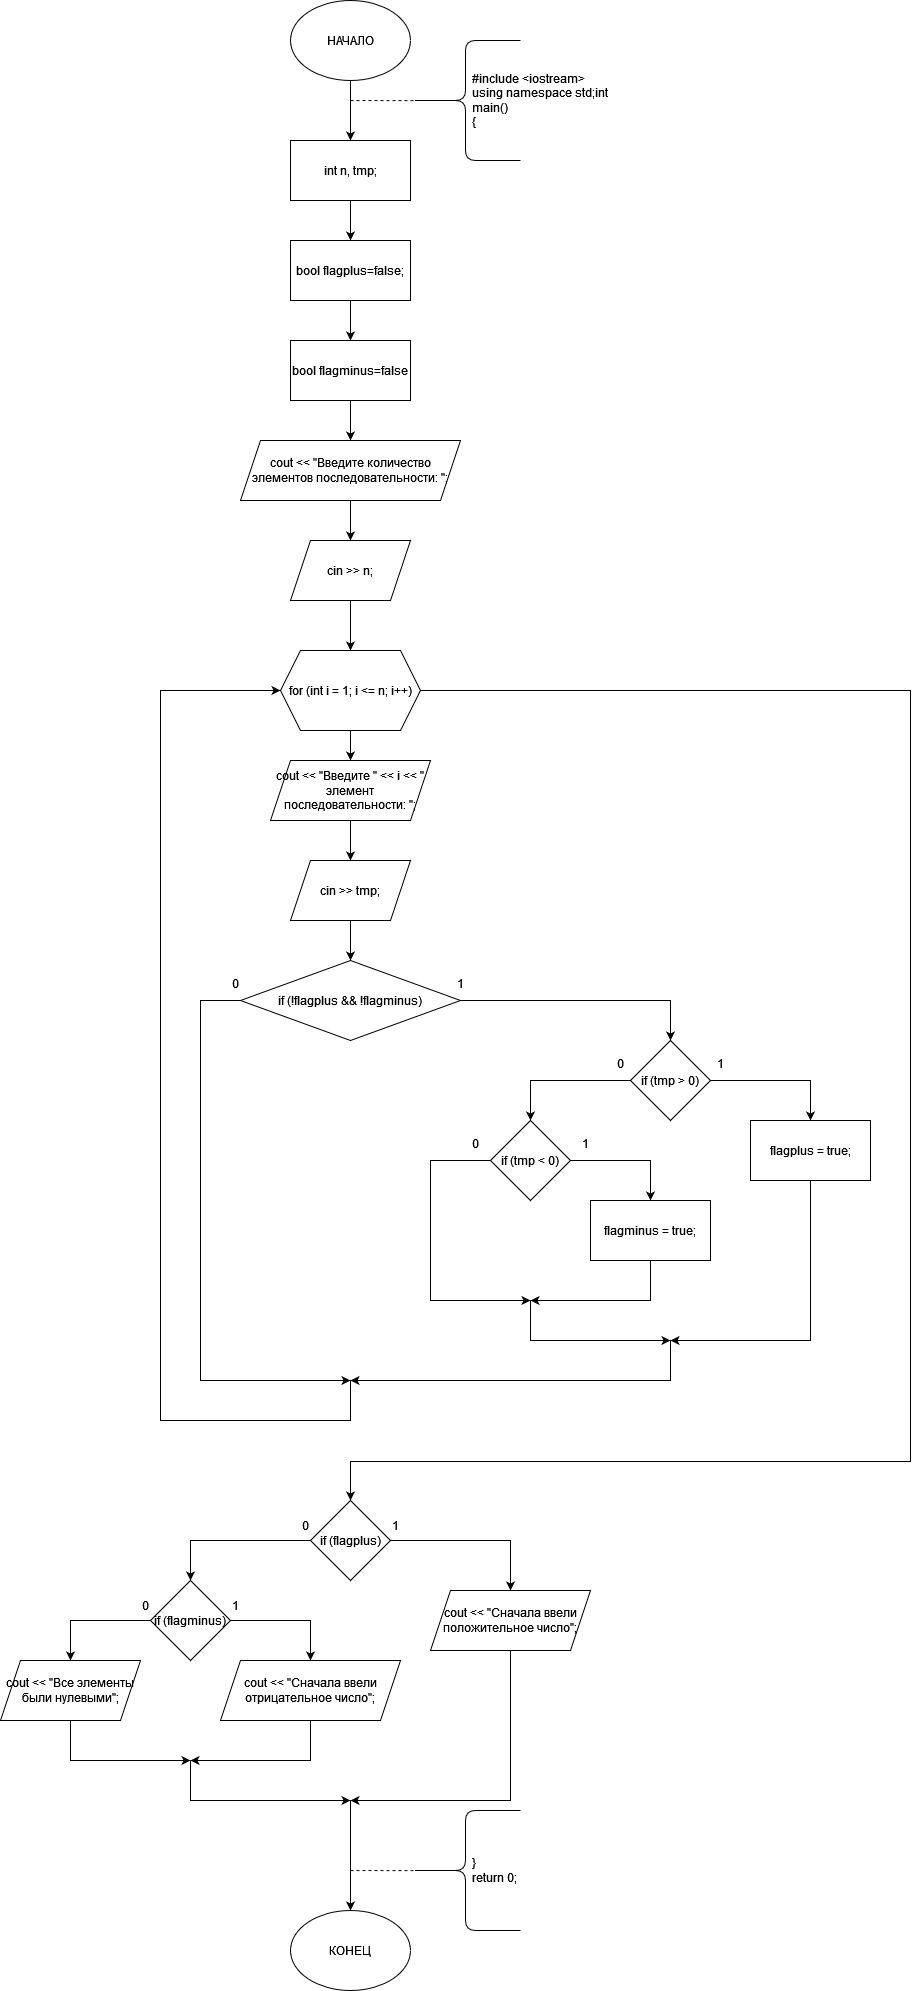 НАЧАЛО
#include <iostream>
using namespace std;int
main()
{
int n, tmp;
bool flagplus=false;
bool flagminus=false
cout << "Введите количество
элементов последовательности: ";
cin >> n;
for (int i = 1; i <= n; i++)
cout << "Введите " << i << "
элемент
последовательности: ";
cin >> tmp;
0
1
if (!flagplus && !flagminus)
0
1
if (tmp > 0)
0
1
flagplus = true;
if (tmp < 0)
flagminus = true;
0
1
if (flagplus)
0
1
cout << "Сначала ввели
положительное число";
if (flagminus)
cout << "Все элементы
были нулевыми";
cout << "Сначала ввели
отрицательное число";
}
return 0;
КОНЕЦ